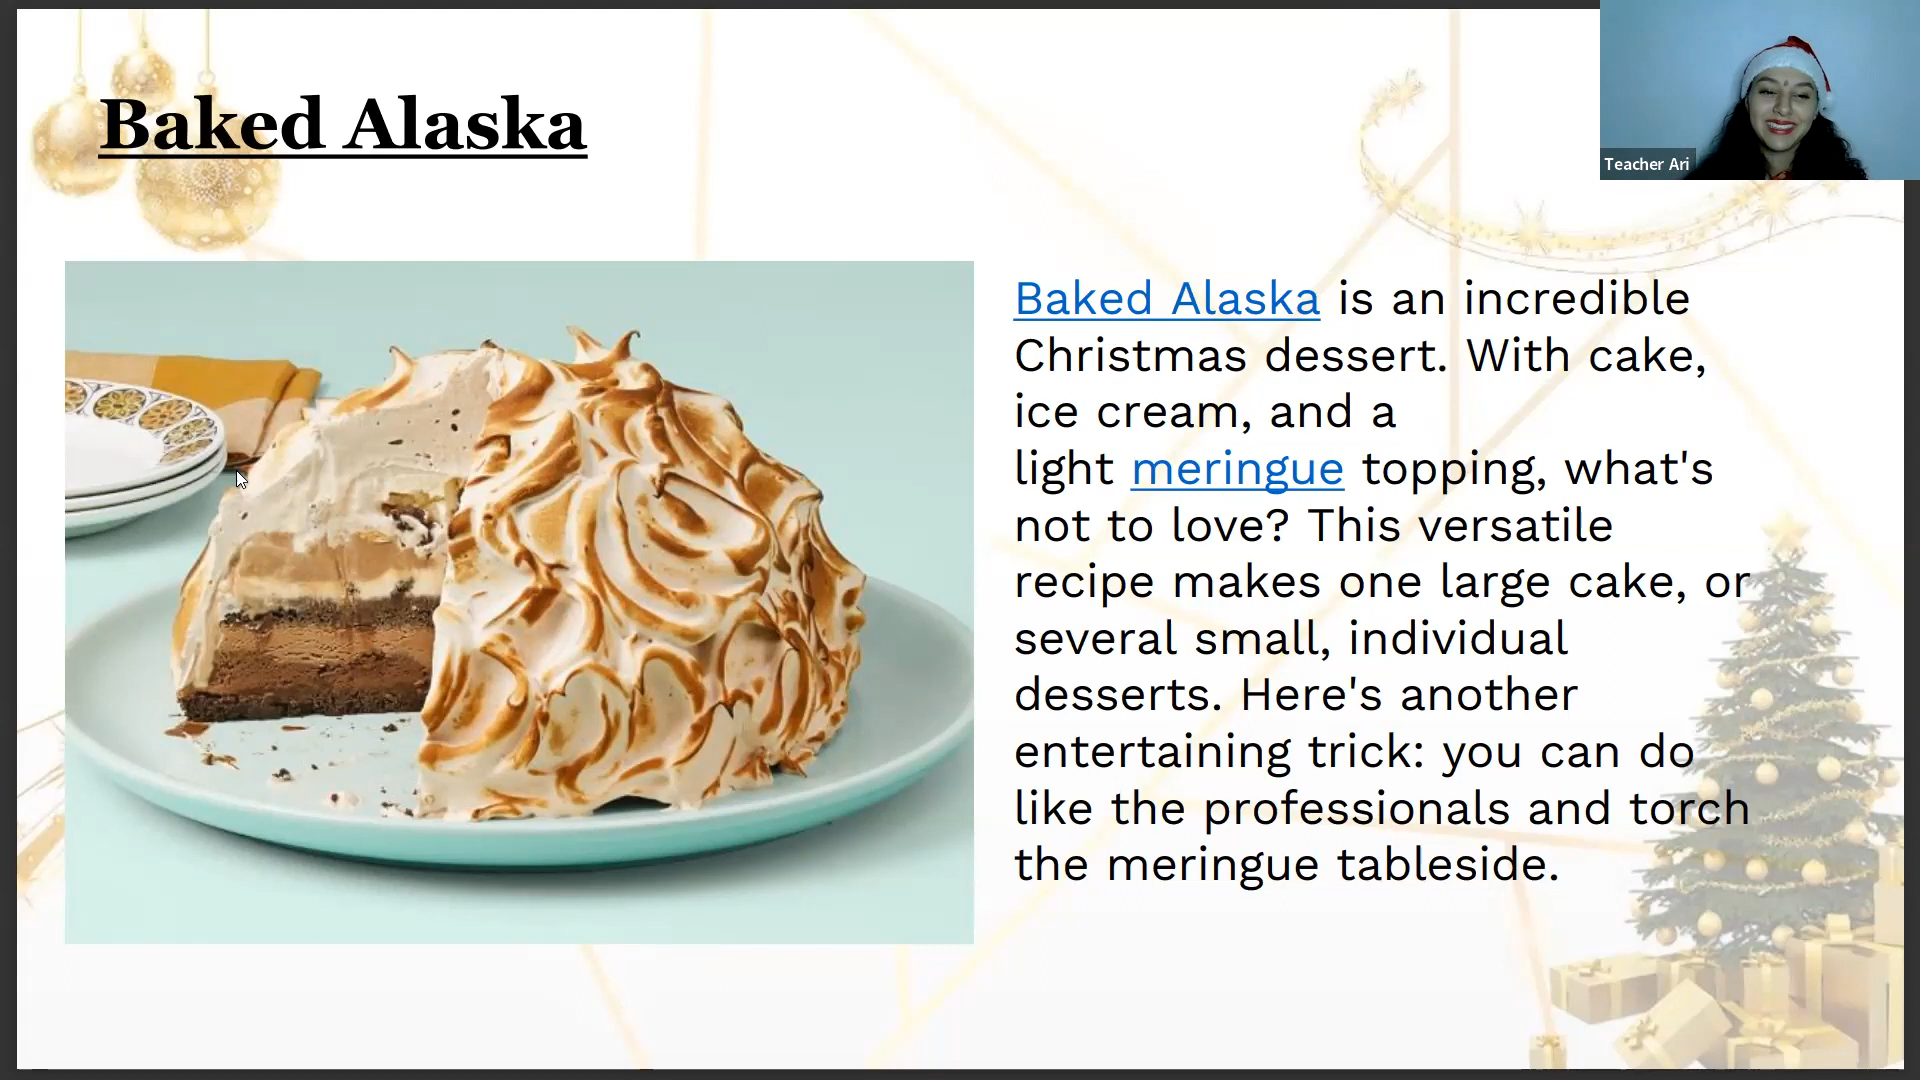 Baked Alaska
Teacher Ari
Baked Alaska is an incredible
Christmas dessert. With cake,
ice cream, and a
light meringue topping, what's
not to love? This versatile
recipe makes one large cake, or
several small, individual
desserts. Here's another
entertaining trick: you can do
like the professionals and torch
the meringue tableside.